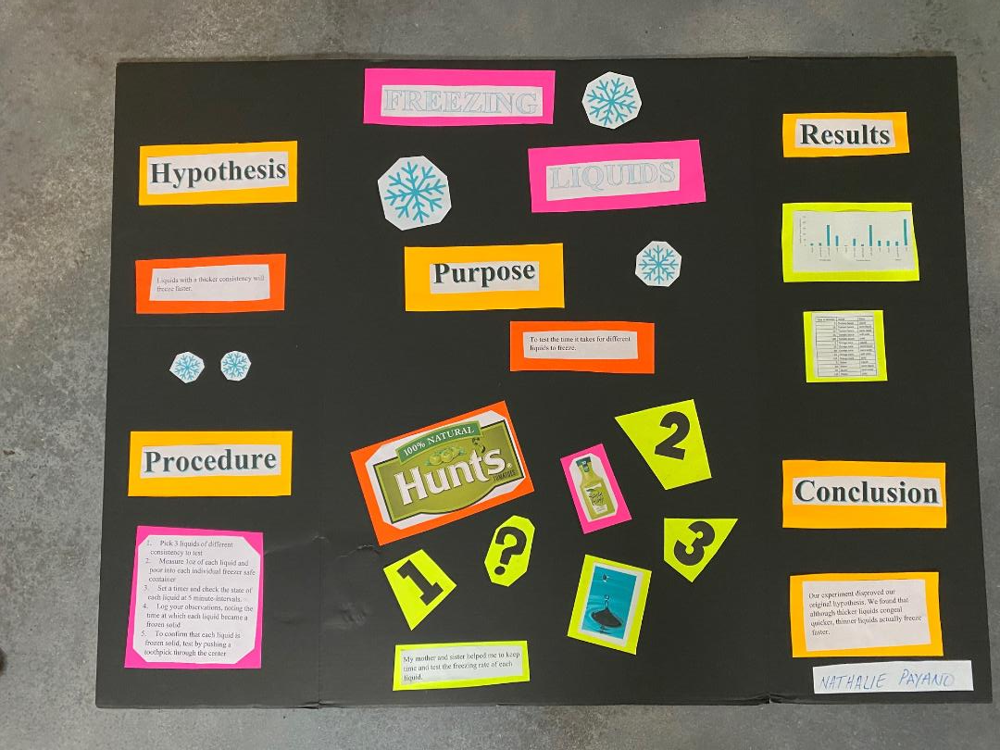 FREEZING
LIQUIDS
Hypothesis
Liquids with a thicker consistency will
freeze faster.
Procedure
1. Pick 3 liquids of different
consistency to test
2. Measure 1oz of each liquid and
pour into each individual freezer safe
container
3. Set a timer and check the state of
each liquid at 5 minute-intervals.
4. Log your observations, noting the
time at which each liquid became a
frozen solid
5. To confirm that each liquid is
frozen solid, test by pushing a
toothpick through the center
Purpose
To test the time it takes for different
liquids to freeze.
100% NATURAL
Hunt's
TOMATOES
2
?
3
1
My mother and sister helped me to keep
time and test the freezing rate of each
liquid.
Results
Conclusion
Our experiment disproved our
original hypothesis. We found that
although thicker liquids congeal
quicker, thinner liquids actually freeze
faster.
NATHALIE PAYANO